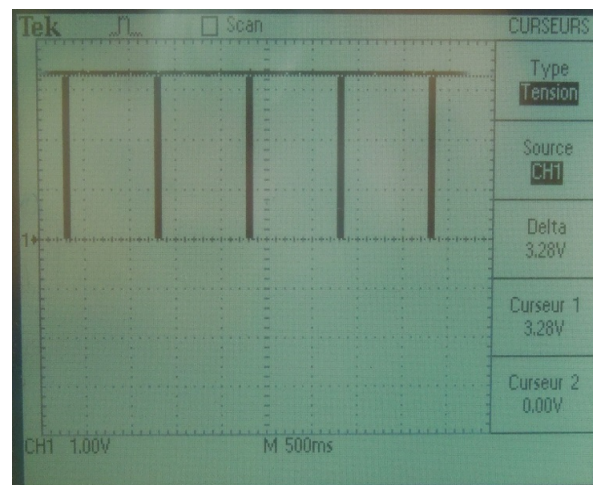 Tek Scan CURSEURS
Type
Tension
Source
CH1
Delta
3.28V
1
Curseur 1
3.28V
Curseur 2
0.00V
CH1 1.00V M 500ms